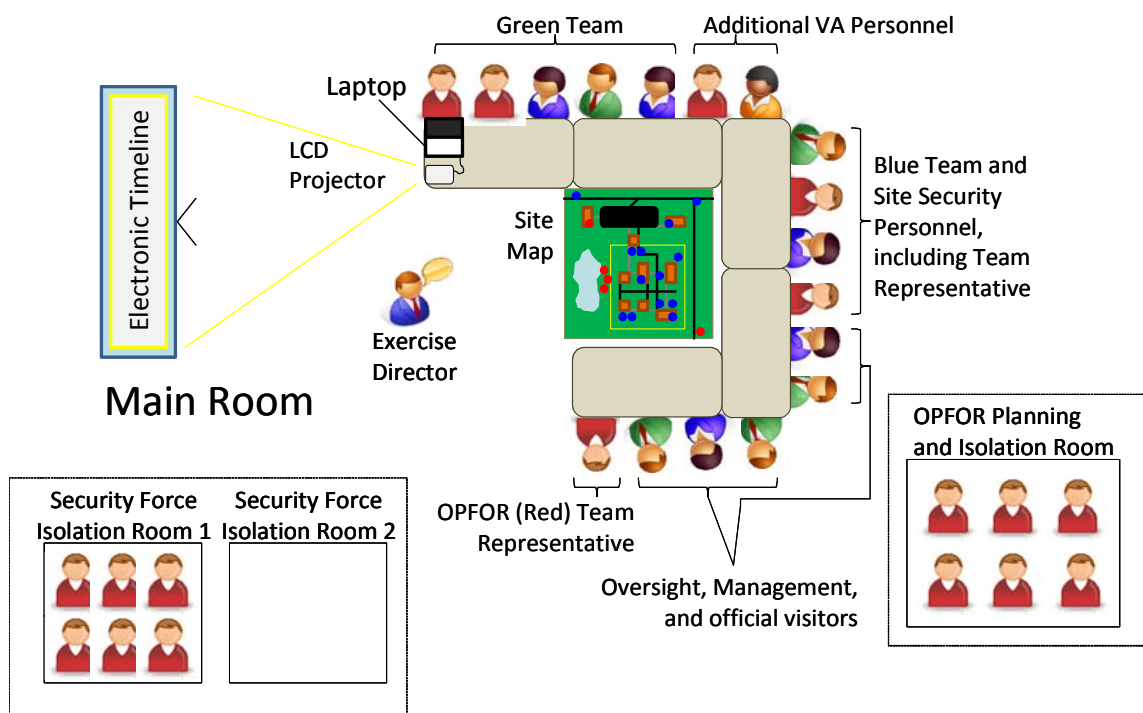 Green Team
Additional VA Personnel
Laptop
LCD
Projector
Electronic Timeline
Site
Map
Blue Team and
Site Security
Personnel,
including Team
Representative
Exercise
Director
Main Room
OPFOR Planning
and Isolation Room
Security Force
Isolation Room 1
Security Force
Isolation Room 2
OPFOR (Red) Team
Representative
Oversight, Management,
and official visitors